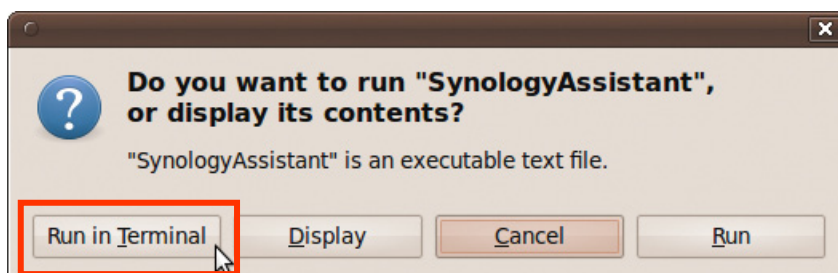 Do you want to run "SynologyAssistant",
or display its contents?
"SynologyAssistant" is an executable text file.
Run in Terminal
Display
Cancel
Run